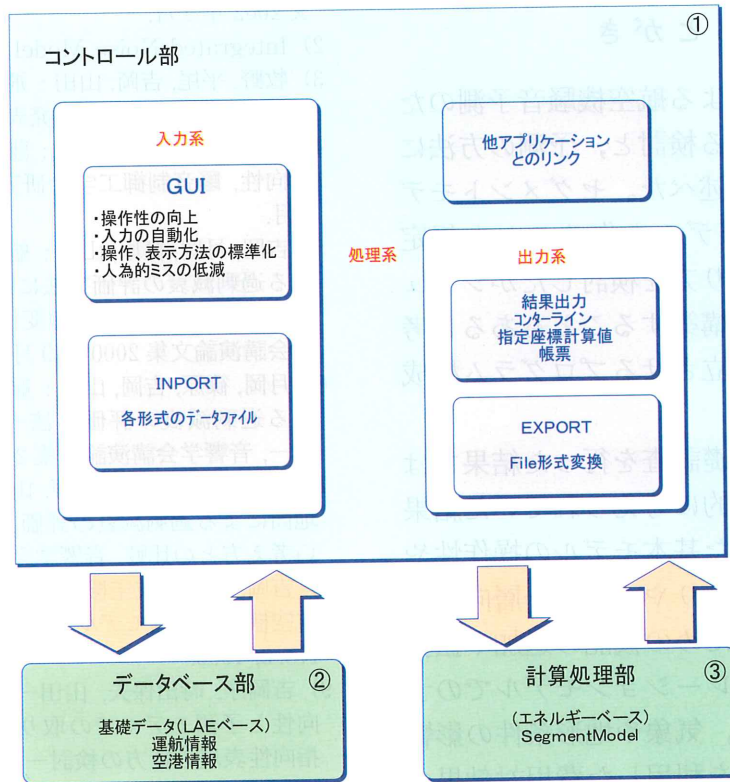 ①
コントロール部
入力系
GUI
・操作性の向上
・入力の自動化
・操作、表示方法の標準化
・人為的ミスの低減
INPORT
各形式のデータファイル
処理系
他アプリケーション
とのリンク
出力系
結果出力
コンターライン
指定座標計算値
帳票
EXPORT
File形式変換
データベース部
②
基礎データ(LAEベース)
運航情報
空港情報
計算処理部
③
(エネルギーベース)
SegmentModel